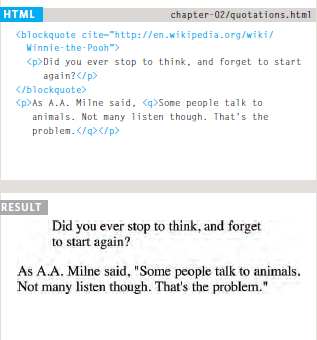 HTML chapter-02/quotations.html
<blockquote cite="http://en.wikipedia.org/wiki/
Winnie-the-Pooh">
<p>Did you ever stop to think, and forget to start
again?</p>
</blockquote>
<p>As A.A. Milne said, <q>Some people talk to
animals. Not many listen though. That's the
problem.</q></p>
RESULT
Did you ever stop to think, and forget
to start again?
As A.A. Milne said, "Some people talk to animals.
Not many listen though. That's the problem."